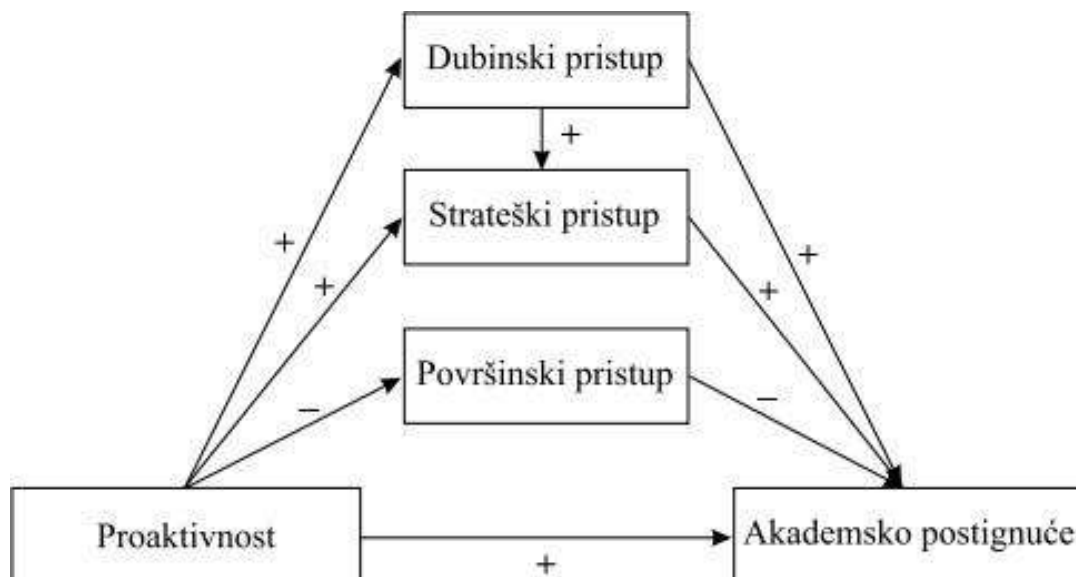 Dubinski pristup
+
Strateški pristup
+
+
+
+
Površinski pristup
–
–
Proaktivnost
Akademsko postignuće
+